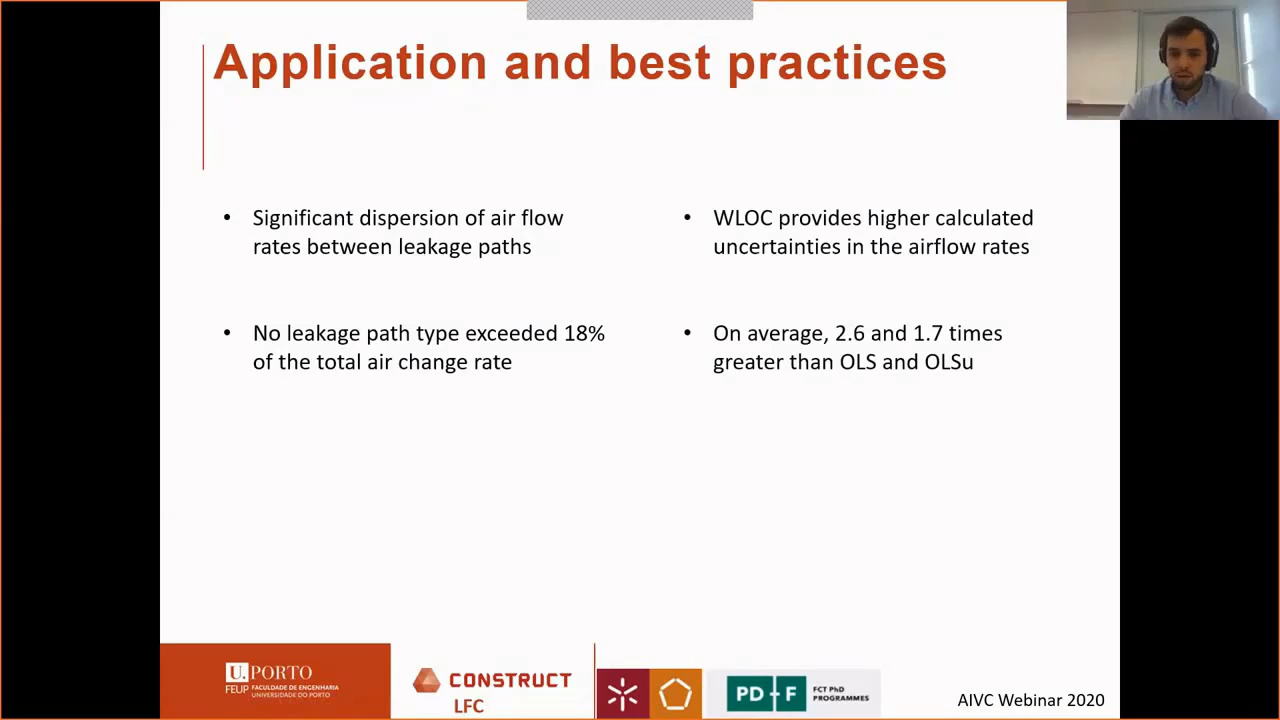 Application and best practices
• Significant dispersion of air flow
rates between leakage paths
• No leakage path type exceeded 18%
of the total air change rate
• WLOC provides higher calculated
uncertainties in the airflow rates
• On average, 2.6 and 1.7 times
greater than OLS and OLSu
U.PORTO
FEUP FACULDADE DE ENGENHARIA
UNIVERSIDADE DO PORTO
CONSTRUCT
LFC
PD-F
FCT PhD
PROGRAMMES
AIVC Webinar 2020